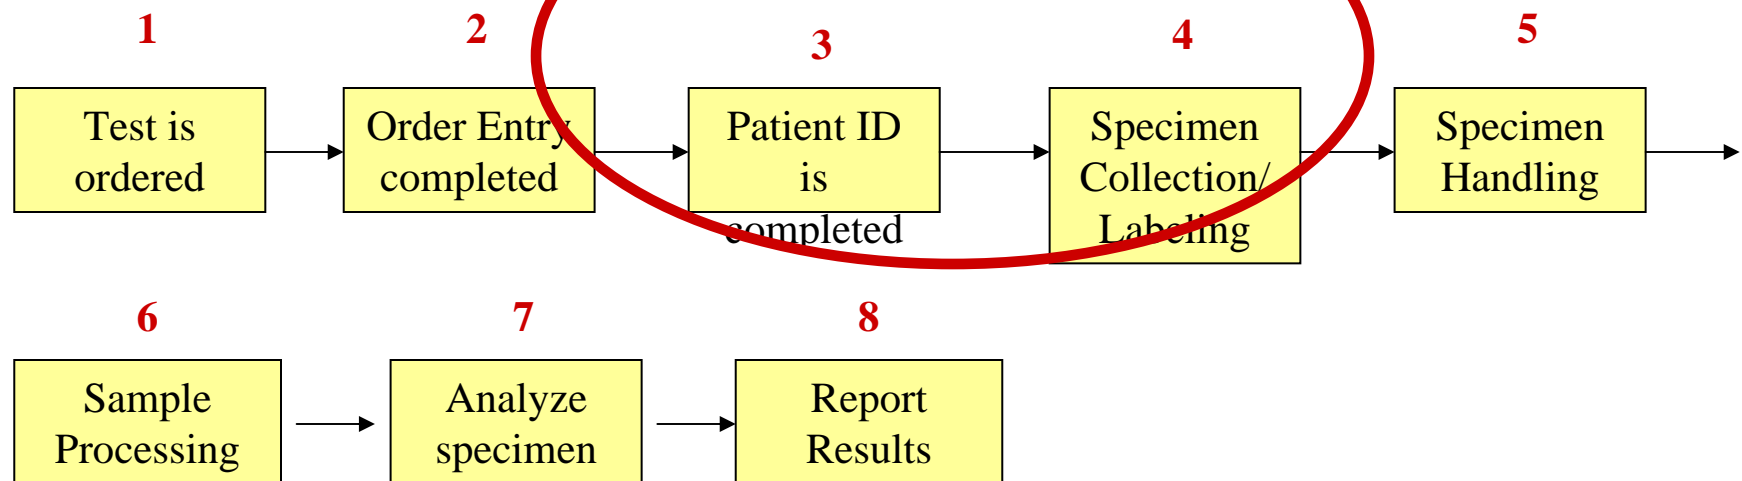 1
2
3
4
5
Test is
ordered
Order Entry
completed
Patient ID
is
completed
Specimen
Collection/
Labeling
Specimen
Handling
6
7
8
Sample
Processing
Analyze
specimen
Report
Results